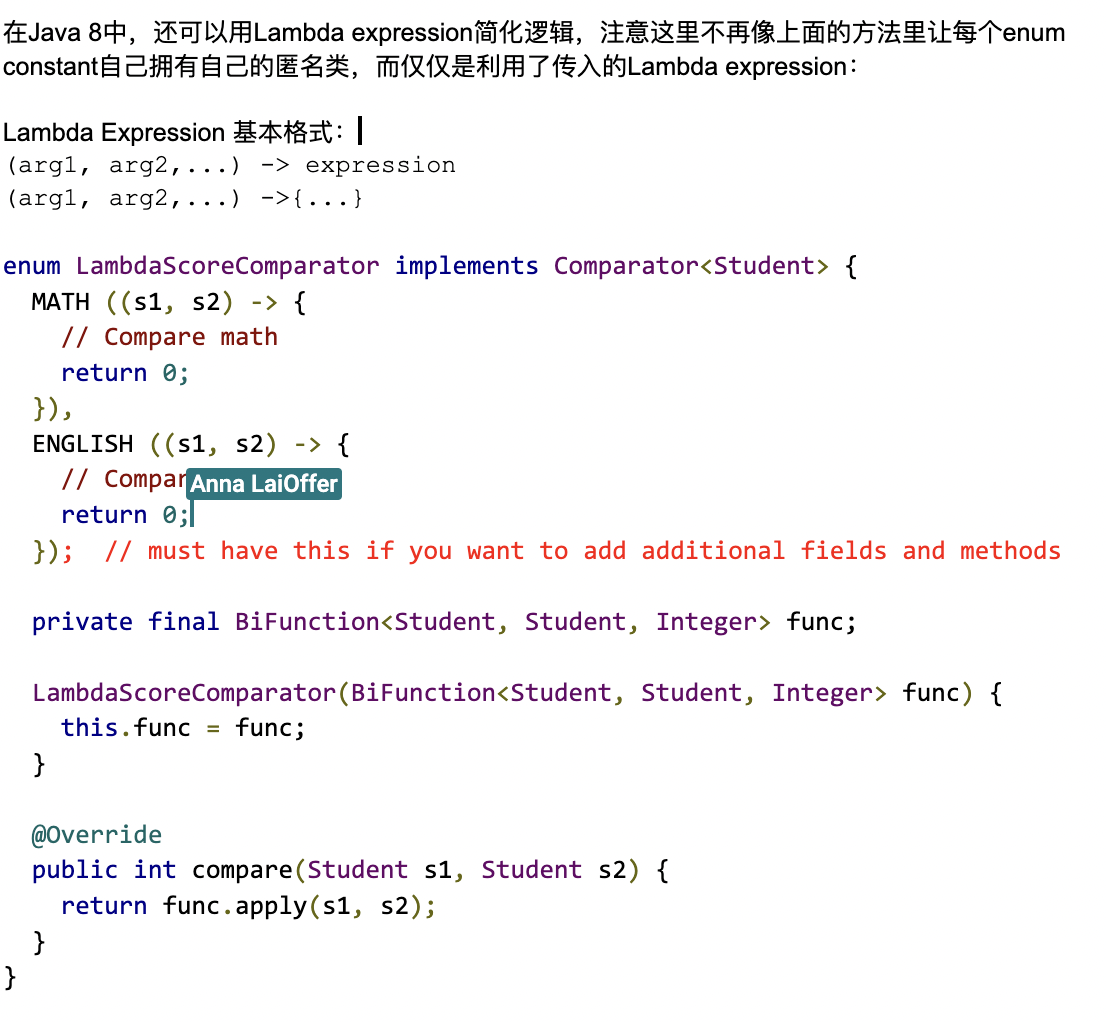 在Java 8中，还可以用Lambda expression简化逻辑，注意这里不再像上面的方法里让每个enum
constant自己拥有自己的匿名类，而仅仅是利用了传入的Lambda expression：
Lambda Expression 基本格式：
(arg1, arg2,...) -> expression
(arg1, arg2,...) ->{...}
enum LambdaScoreComparator implements Comparator<Student> {
  MATH ((s1, s2) -> {
    // Compare math
    return 0;
  }),
  ENGLISH ((s1, s2) -> {
    // Compar
Anna LaiOffer
    return 0;
  });  // must have this if you want to add additional fields and methods
  private final BiFunction<Student, Student, Integer> func;
  LambdaScoreComparator(BiFunction<Student, Student, Integer> func) {
    this.func = func;
  }
  @Override
  public int compare(Student s1, Student s2) {
    return func.apply(s1, s2);
  }
}